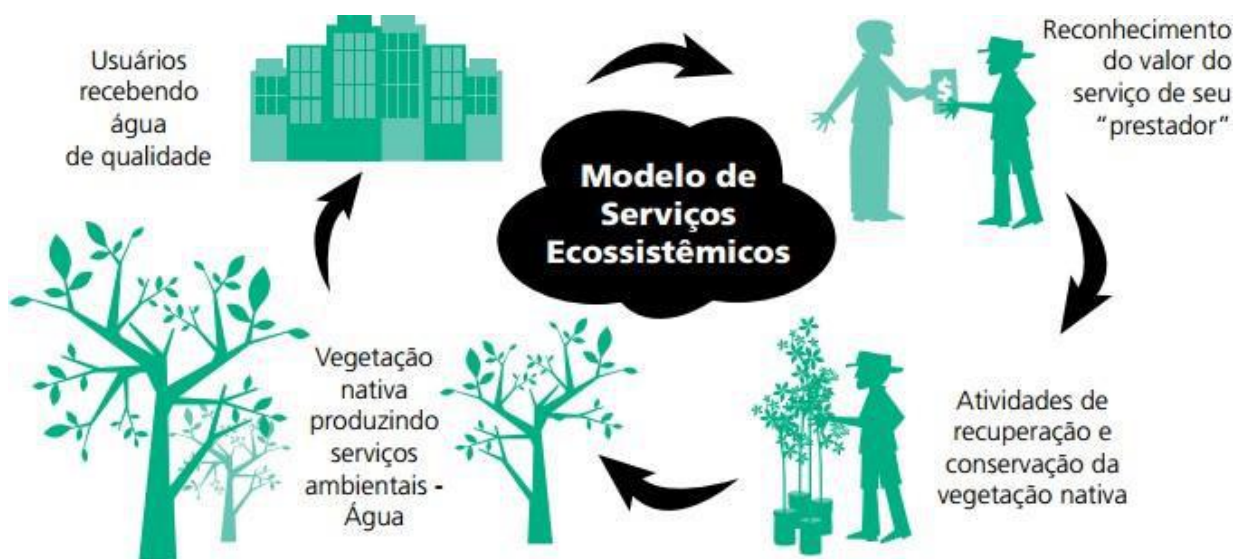 Usuários
recebendo
água
de qualidade
Reconhecimento
do valor do
serviço de seu
“prestador”
$
Modelo de
Serviços
Ecossistêmicos
Vegetação
nativa
produzindo
serviços
ambientais -
Água
Atividades de
recuperação e
conservação da
vegetação nativa